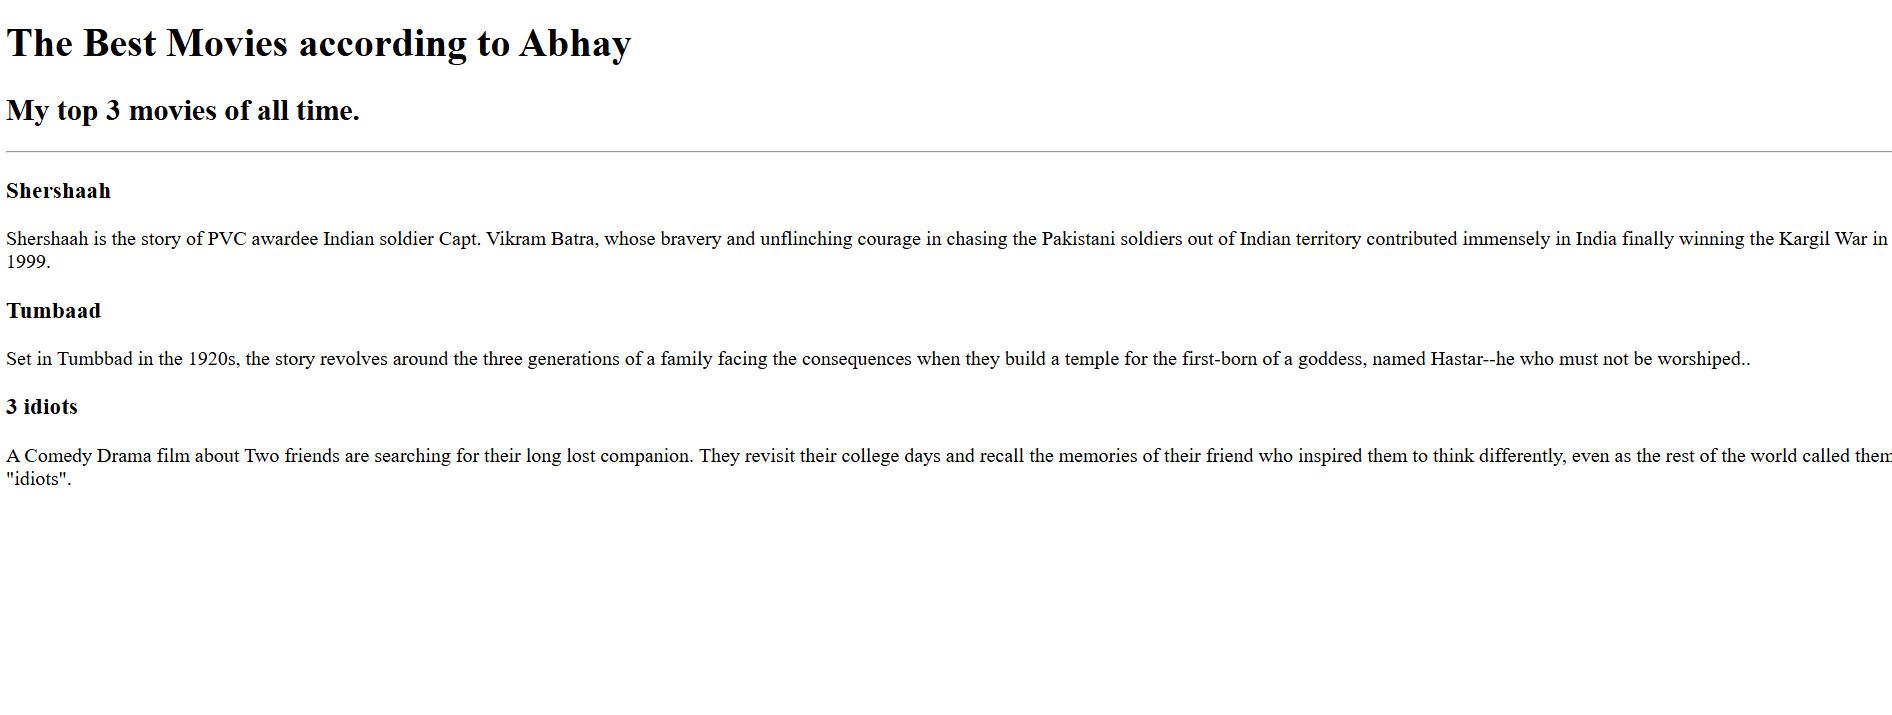 The Best Movies according to Abhay
My top 3 movies of all time.
Shershaah
Shershaah is the story of PVC awardee Indian soldier Capt. Vikram Batra, whose bravery and unflinching courage in chasing the Pakistani soldiers out of Indian territory contributed immensely in India finally winning the Kargil War in
1999.
Tumbaad
Set in Tumbbad in the 1920s, the story revolves around the three generations of a family facing the consequences when they build a temple for the first-born of a goddess, named Hastar--he who must not be worshiped..
3 idiots
A Comedy Drama film about Two friends are searching for their long lost companion. They revisit their college days and recall the memories of their friend who inspired them to think differently, even as the rest of the world called them
"idiots".